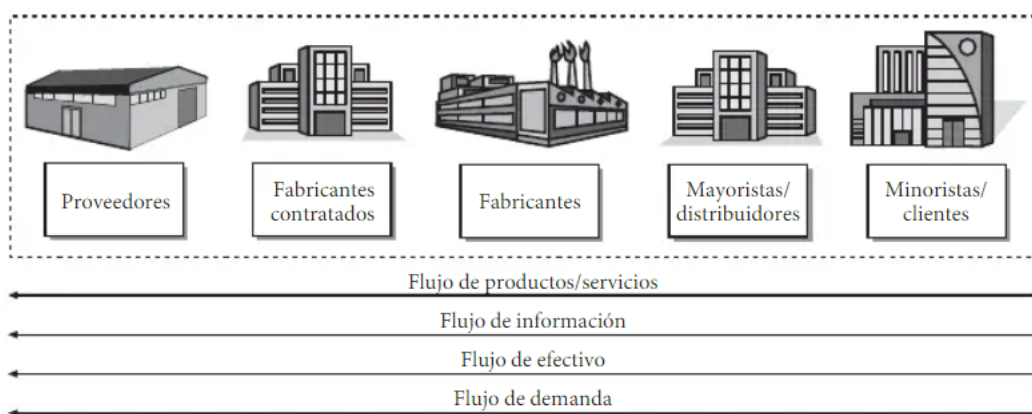 Proveedores
Fabricantes
contratados
Fabricantes
Mayoristas/
distribuidores
Minoristas/
clientes
Flujo de productos/servicios
Flujo de información
Flujo de efectivo
Flujo de demanda